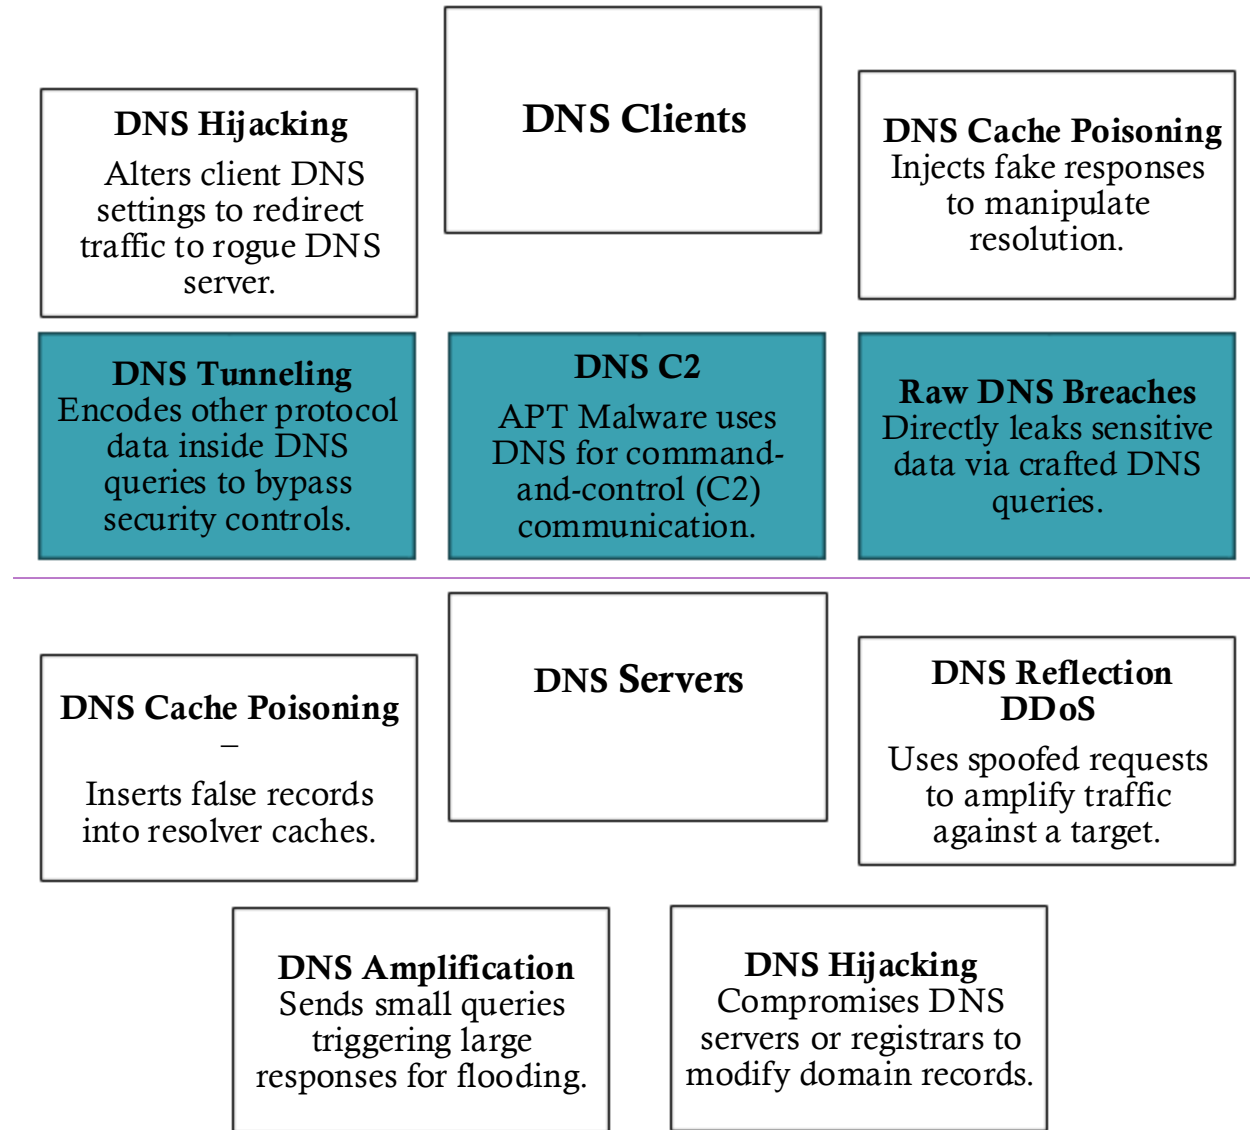 DNS Clients
DNS Hijacking
Alters client DNS
settings to redirect
traffic to rogue DNS
server.
DNS Cache Poisoning
Injects fake responses
to manipulate
resolution.
DNS Tunneling
Encodes other protocol
data inside DNS
queries to bypass
security controls.
DNS C2
APT Malware uses
DNS for command-
and-control (C2)
communication.
Raw DNS Breaches
Directly leaks sensitive
data via crafted DNS
queries.
DNS Servers
DNS Cache Poisoning
–
Inserts false records
into resolver caches.
DNS Reflection
DDoS
Uses spoofed requests
to amplify traffic
against a target.
DNS Amplification
Sends small queries
triggering large
responses for flooding.
DNS Hijacking
Compromises DNS
servers or registrars to
modify domain records.